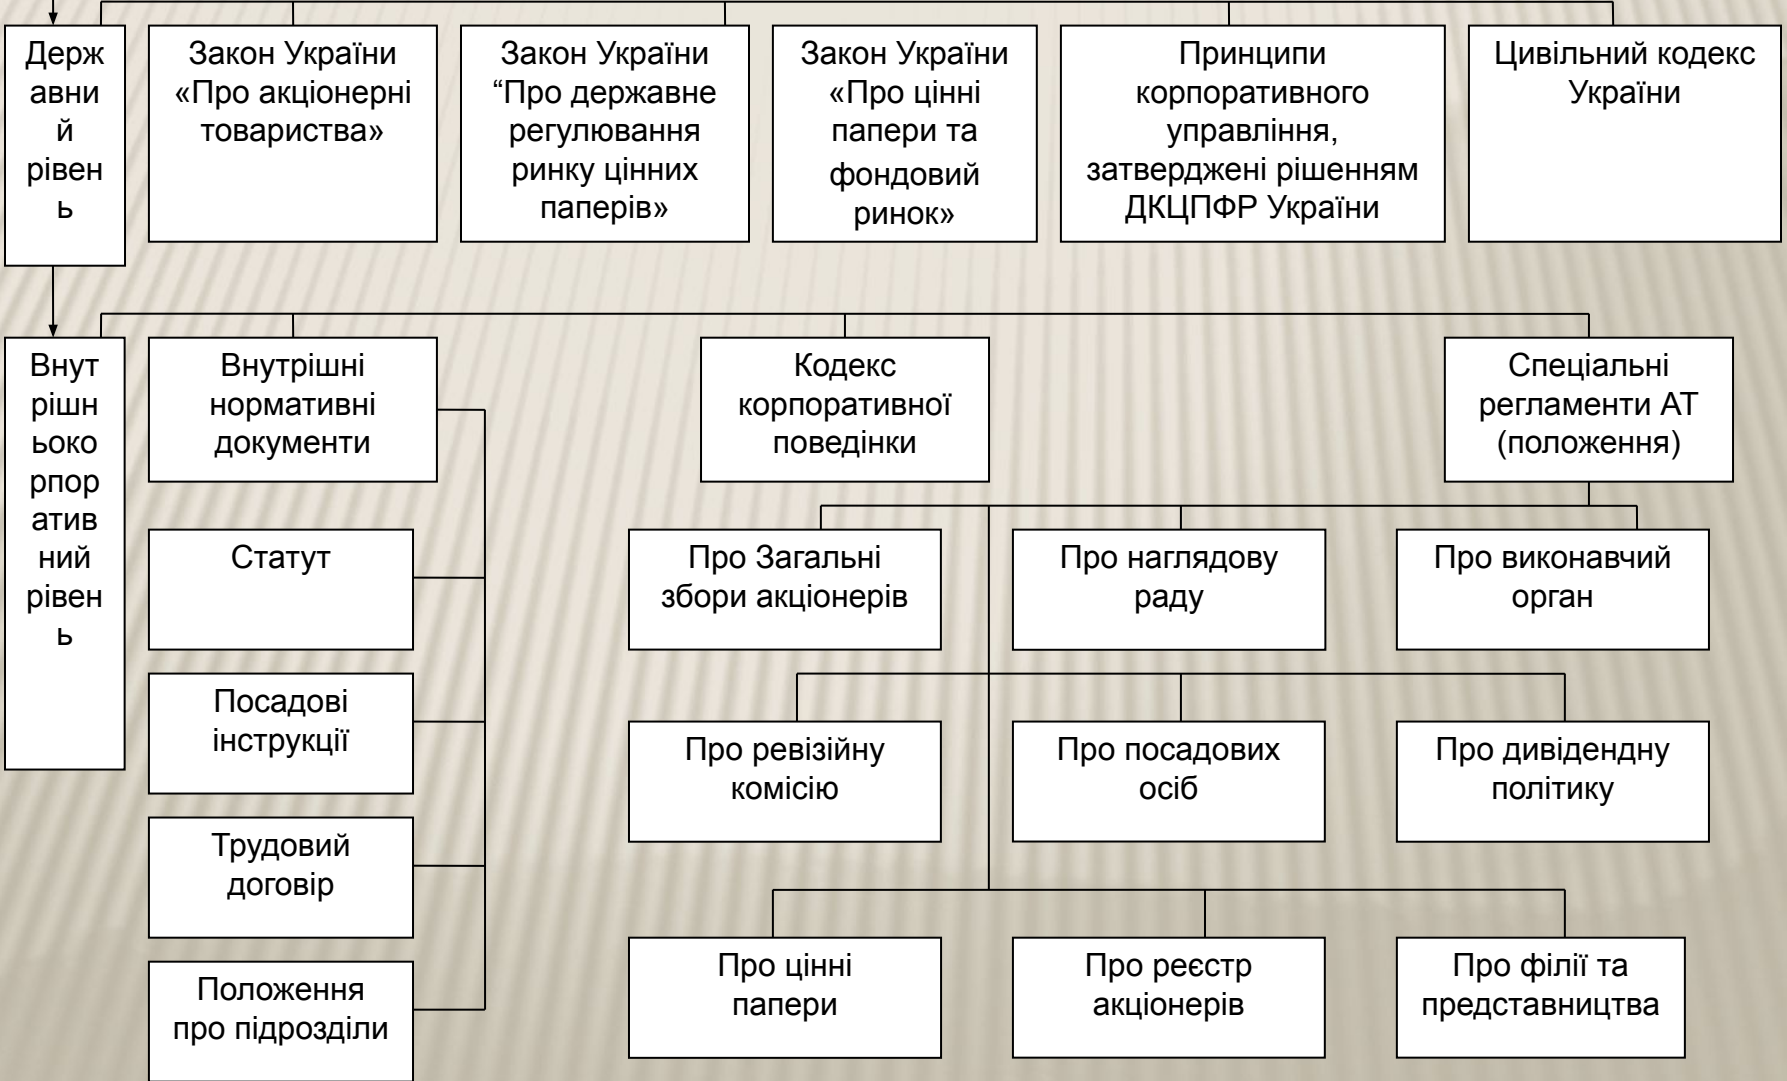 Держ
авни
й
рівен
ь
Закон України
«Про акціонерні
товариства»
Закон України
“Про державне
регулювання
ринку цінних
паперів»
Закон України
«Про цінні
папери та
фондовий
ринок»
Принципи
корпоративного
управління,
затверджені рішенням
ДКЦПФР України
Цивільний кодекс
України
Внут
рішн
ьоко
рпор
атив
ний
рівен
ь
Внутрішні
нормативні
документи
Кодекс
корпоративної
поведінки
Спеціальні
регламенти АТ
(положення)
Статут
Посадові
інструкції
Трудовий
договір
Положення
про підрозділи
Про Загальні
збори акціонерів
Про наглядову
раду
Про виконавчий
орган
Про ревізійну
комісію
Про посадових
осіб
Про дивідендну
політику
Про цінні
папери
Про реєстр
акціонерів
Про філії та
представництва